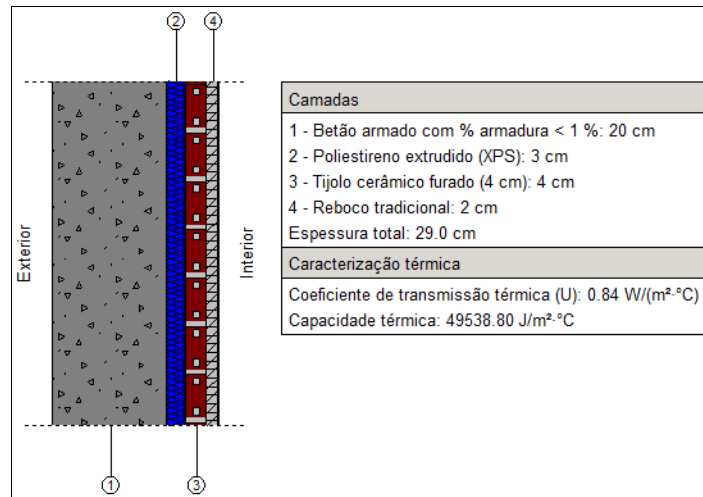 2
4
Exterior
Interior
1
3
Camadas
1 - Betão armado com % armadura < 1 %: 20 cm
2 - Poliestireno extrudido (XPS): 3 cm
3 - Tijolo cerâmico furado (4 cm): 4 cm
4 - Reboco tradicional: 2 cm
Espessura total: 29.0 cm
Caracterização térmica
Coeficiente de transmissão térmica (U): 0.84 W/(m²·°C)
Capacidade térmica: 49538.80 J/m²·°C